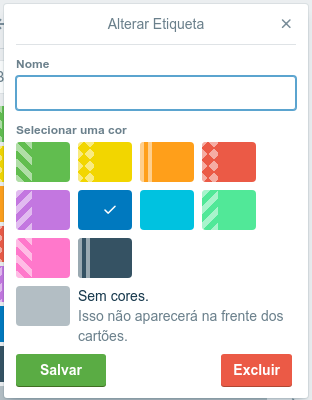 Alterar Etiqueta
Nome
Selecionar uma cor
Sem cores.
Isso não aparecerá na frente dos
cartões.
Salvar
Excluir